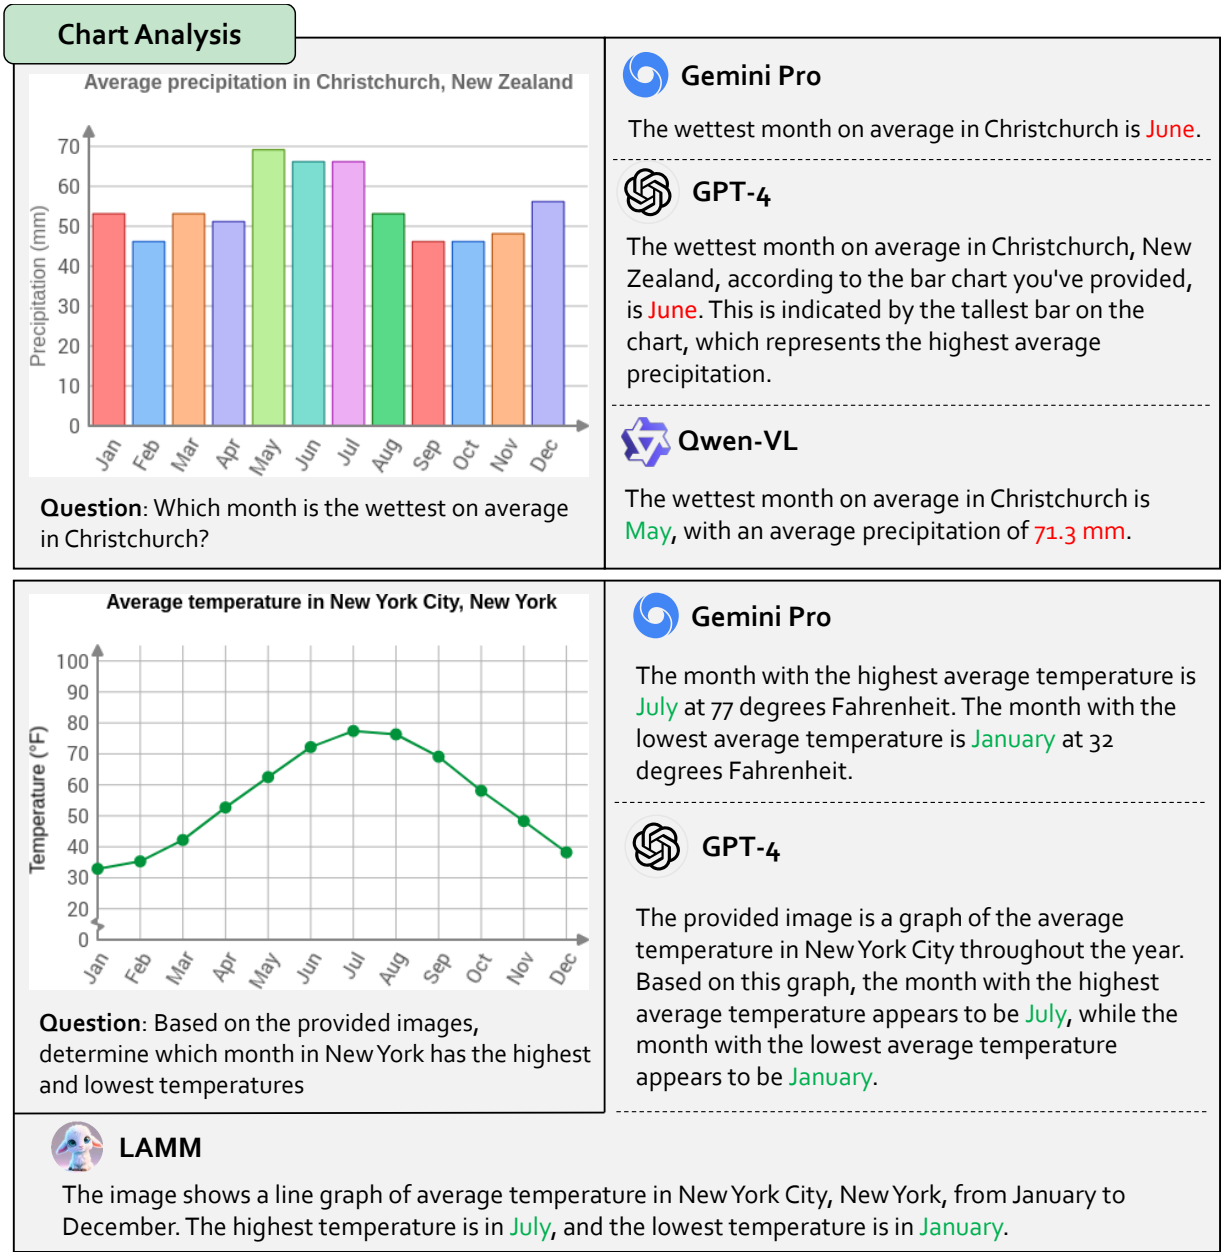 Chart Analysis
Average precipitation in Christchurch, New Zealand
Precipitation (mm)
70
60
50
40
30
20
10
0
Jan
Feb
Mar
Apr
May
Jun
Jul
Aug
Sep
Oct
Nov
Dec
Question: Which month is the wettest on average
in Christchurch?
Gemini Pro
The wettest month on average in Christchurch is June.
GPT-4
The wettest month on average in Christchurch, New
Zealand, according to the bar chart you've provided,
is June. This is indicated by the tallest bar on the
chart, which represents the highest average
precipitation.
Qwen-VL
The wettest month on average in Christchurch is
May, with an average precipitation of 71.3 mm.
Average temperature in New York City, New York
Temperature (°F)
100
90
80
70
60
50
40
30
20
0
Jan
Feb
Mar
Apr
May
Jun
Jul
Aug
Sep
Oct
Nov
Dec
Question: Based on the provided images,
determine which month in New York has the highest
and lowest temperatures
Gemini Pro
The month with the highest average temperature is
July at 77 degrees Fahrenheit. The month with the
lowest average temperature is January at 32
degrees Fahrenheit.
GPT-4
The provided image is a graph of the average
temperature in New York City throughout the year.
Based on this graph, the month with the highest
average temperature appears to be July, while the
month with the lowest average temperature
appears to be January.
LAMM
The image shows a line graph of average temperature in New York City, New York, from January to
December. The highest temperature is in July, and the lowest temperature is in January.